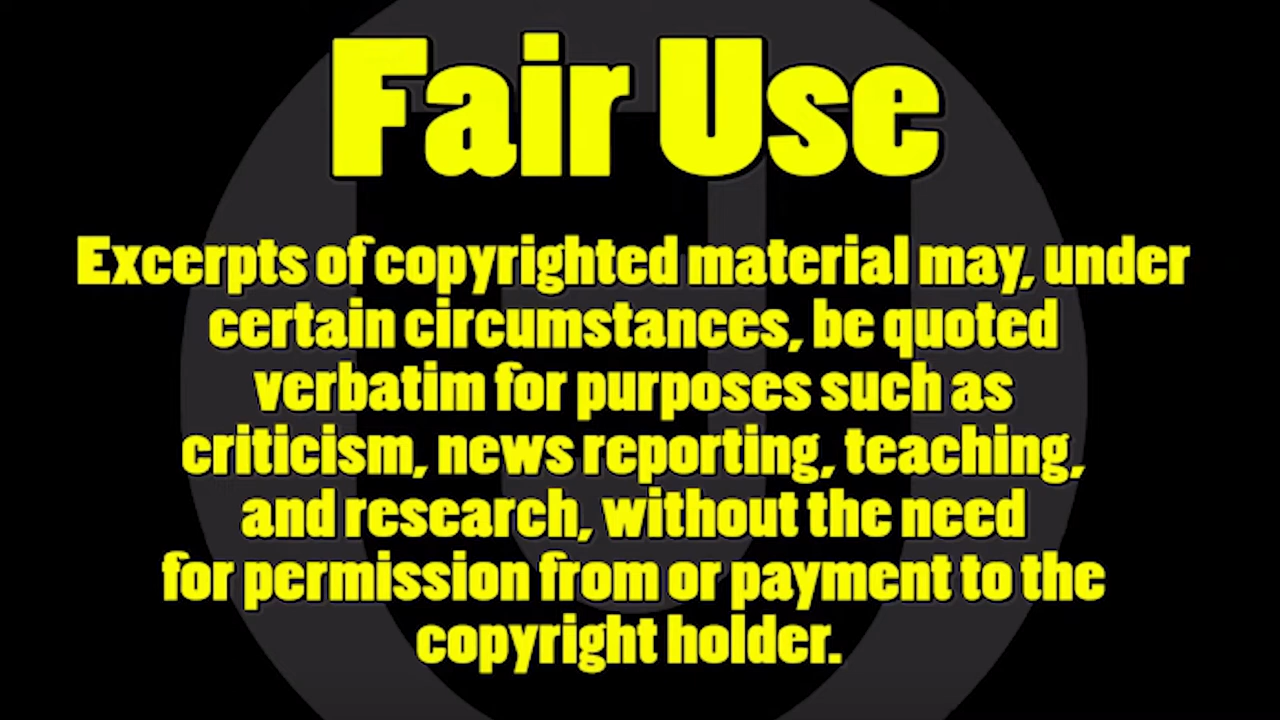 Fair Use
Excerpts of copyrighted material may, under
certain circumstances, be quoted
verbatim for purposes such as
criticism, news reporting, teaching,
and research, without the need
for permission from or payment to the
copyright holder.